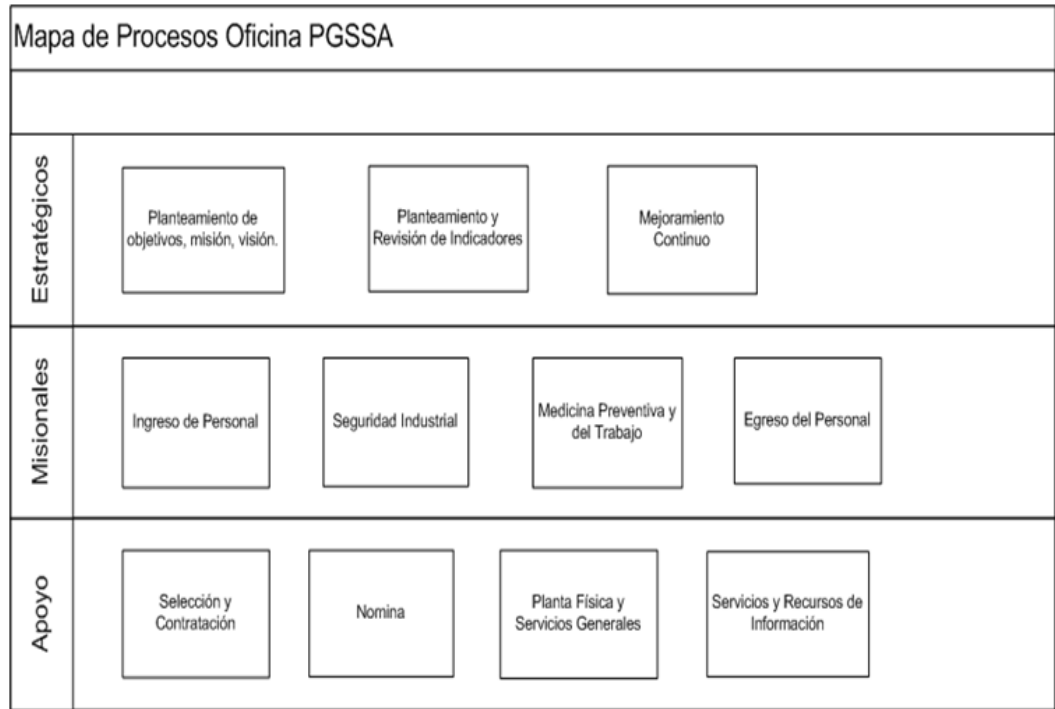 Mapa de Procesos Oficina PGSSA
Estratégicos
Planteamiento de
objetivos, misión, visión.
Planteamiento y
Revisión de Indicadores
Mejoramiento
Continuo
Misionales
Ingreso de Personal
Seguridad Industrial
Medicina Preventiva y
del Trabajo
Egreso del Personal
Apoyo
Selección y
Contratación
Nomina
Planta Física y
Servicios Generales
Servicios y Recursos de
Información